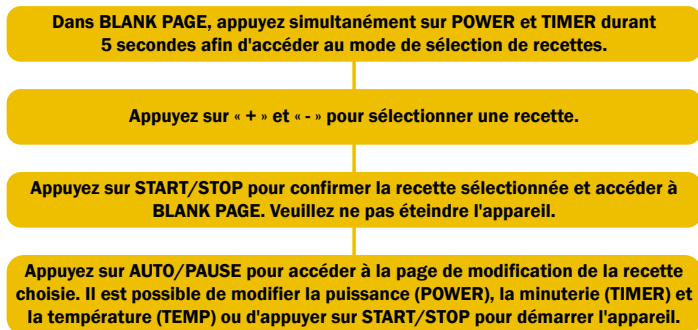 Dans BLANK PAGE, appuyez simultanément sur POWER et TIMER durant
5 secondes afin d'accéder au mode de sélection de recettes.
Appuyez sur « + » et « - » pour sélectionner une recette.
Appuyez sur START/STOP pour confirmer la recette sélectionnée et accéder à
BLANK PAGE. Veuillez ne pas éteindre l'appareil.
Appuyez sur AUTO/PAUSE pour accéder à la page de modification de la recette
choisie. Il est possible de modifier la puissance (POWER), la minuterie (TIMER) et
la température (TEMP) ou d'appuyer sur START/STOP pour démarrer l'appareil.